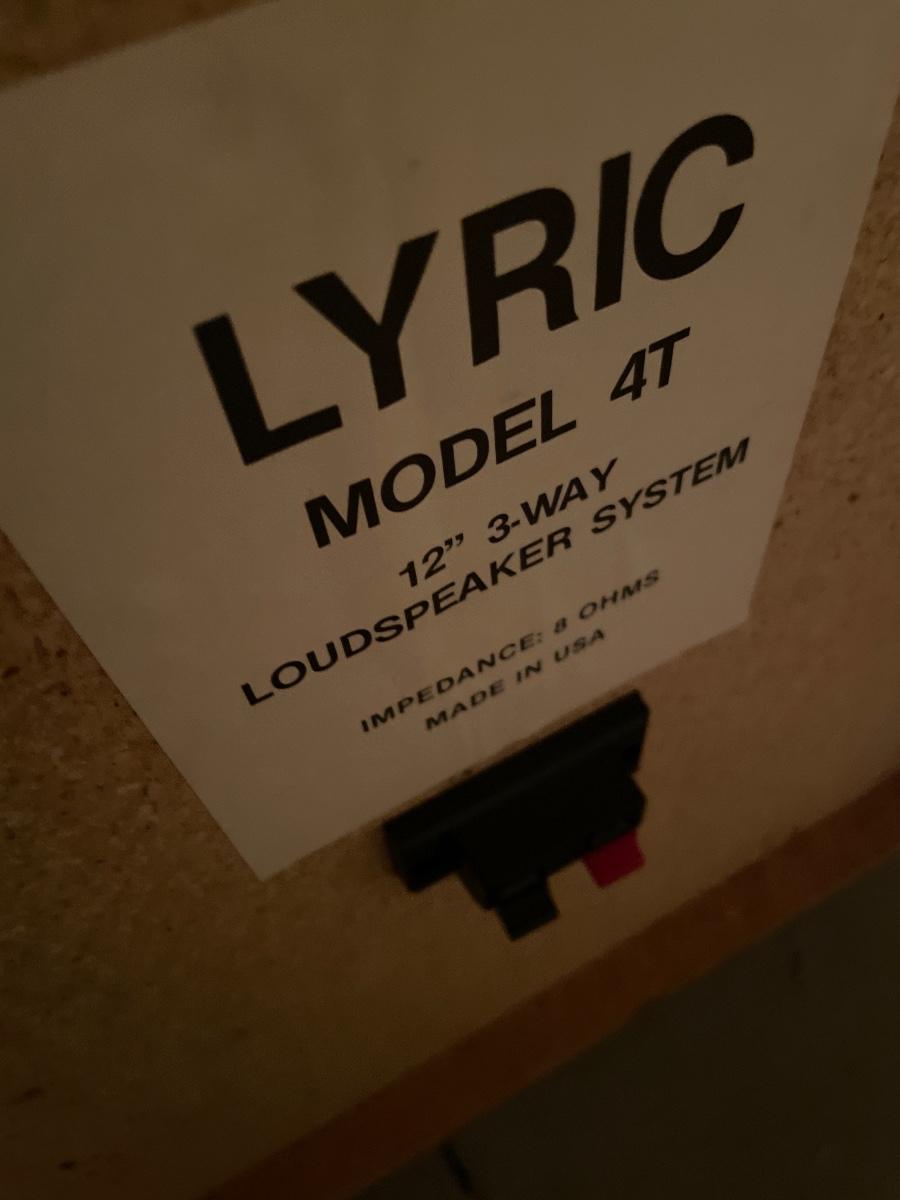 LYRIC
MODEL 4T
12” 3-WAY
LOUDSPEAKER SYSTEM
IMPEDANCE: 8 OHMS
MADE IN USA